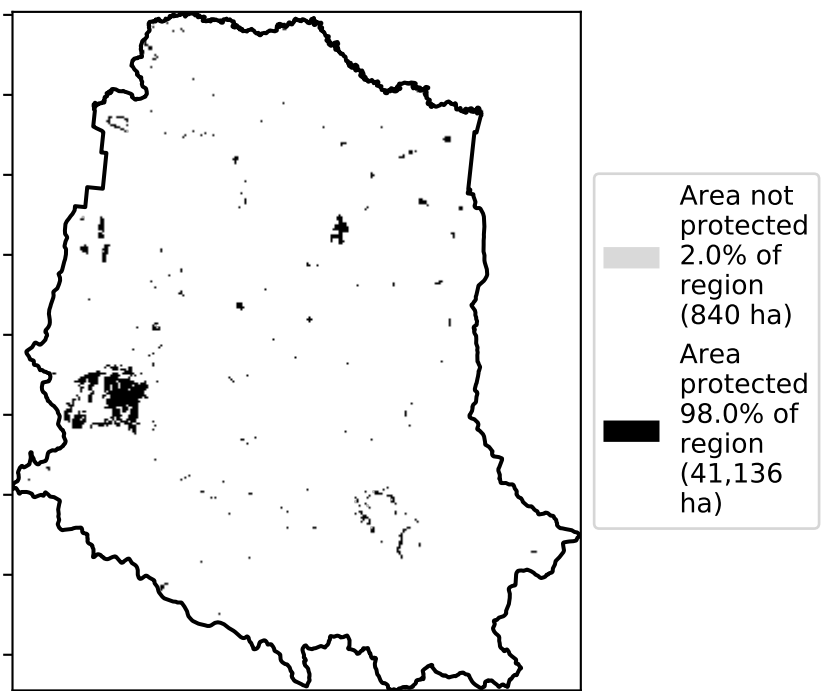 Area not
protected
2.0% of
region
(840 ha)
Area
protected
98.0% of
region
(41,136
ha)